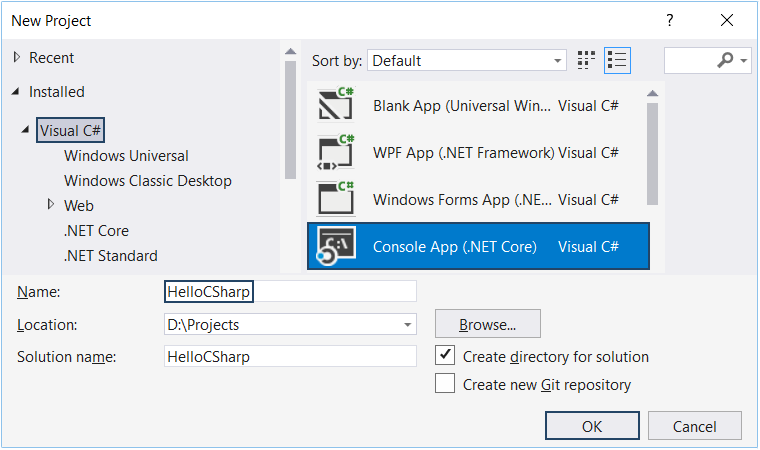 New Project
?
Recent
Installed
Visual C#
Windows Universal
Windows Classic Desktop
Web
.NET Core
.NET Standard
Sort by: Default
C# Blank App (Universal Win... Visual C#
C# WPF App (.NET Framework) Visual C#
C# Windows Forms App (.NE... Visual C#
C:\ Console App (.NET Core) Visual C#
Name: HelloCSharp
Location: D:\Projects Browse...
Solution name: HelloCSharp
Create directory for solution
Create new Git repository
OK Cancel